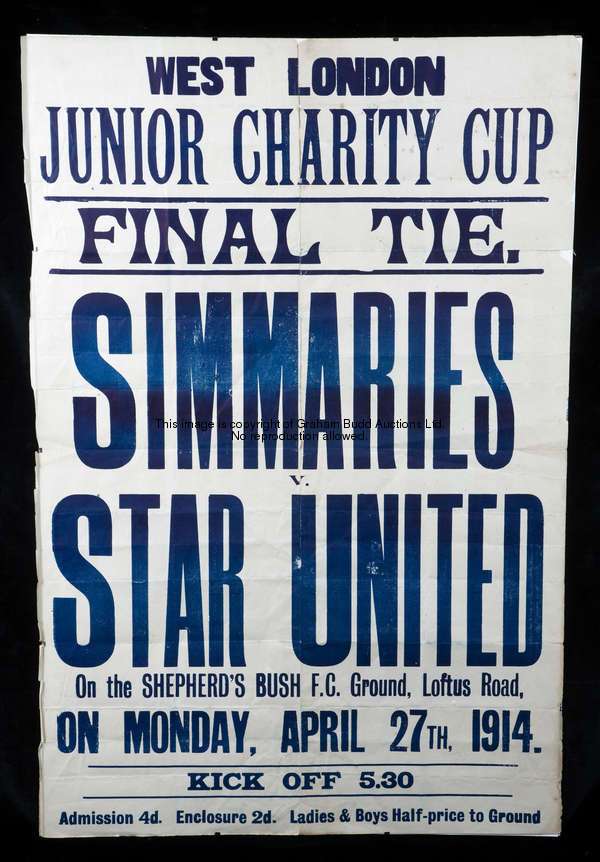 WEST LONDON
JUNIOR CHARITY CUP
FINAL TIE.
SIMMARIES
This image is copyright of Graham Budd Auctions Ltd.
No reproduction allowed.
v.
STAR UNITED
On the SHEPHERD'S BUSH F.C. Ground, Loftus Road,
ON MONDAY, APRIL 27TH, 1914.
KICK OFF 5.30
Admission 4d. Enclosure 2d. Ladies & Boys Half-price to Ground